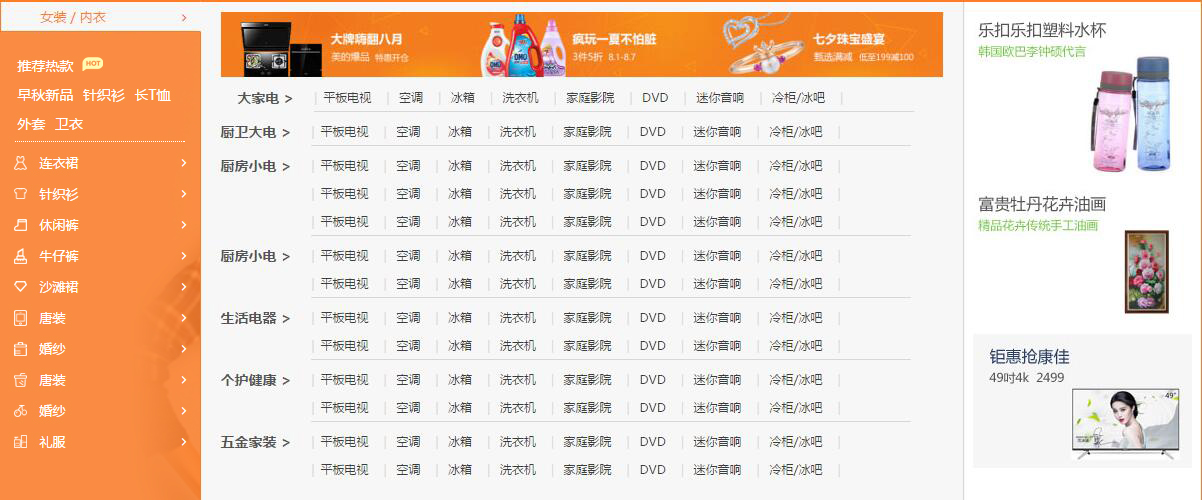 女装 / 内衣 >
推荐热款 HOT
早秋新品 针织衫 长T恤
外套 卫衣
连衣裙 >
针织衫 >
休闲裤 >
牛仔裤 >
沙滩裙 >
唐装 >
婚纱 >
唐装 >
婚纱 >
礼服 >
大牌嗨翻八月
美的爆品 特惠开仓
疯玩一夏不怕脏
3件5折 8.1-8.7
七夕珠宝盛宴
甄选满减 低至199减100
大家电 > | 平板电视 | 空调 | 冰箱 | 洗衣机 | 家庭影院 | DVD | 迷你音响 | 冷柜/冰吧 |
厨卫大电 > | 平板电视 | 空调 | 冰箱 | 洗衣机 | 家庭影院 | DVD | 迷你音响 | 冷柜/冰吧 |
厨房小电 > | 平板电视 | 空调 | 冰箱 | 洗衣机 | 家庭影院 | DVD | 迷你音响 | 冷柜/冰吧 |
| 平板电视 | 空调 | 冰箱 | 洗衣机 | 家庭影院 | DVD | 迷你音响 | 冷柜/冰吧 |
| 平板电视 | 空调 | 冰箱 | 洗衣机 | 家庭影院 | DVD | 迷你音响 | 冷柜/冰吧 |
厨房小电 > | 平板电视 | 空调 | 冰箱 | 洗衣机 | 家庭影院 | DVD | 迷你音响 | 冷柜/冰吧 |
| 平板电视 | 空调 | 冰箱 | 洗衣机 | 家庭影院 | DVD | 迷你音响 | 冷柜/冰吧 |
生活电器 > | 平板电视 | 空调 | 冰箱 | 洗衣机 | 家庭影院 | DVD | 迷你音响 | 冷柜/冰吧 |
| 平板电视 | 空调 | 冰箱 | 洗衣机 | 家庭影院 | DVD | 迷你音响 | 冷柜/冰吧 |
个护健康 > | 平板电视 | 空调 | 冰箱 | 洗衣机 | 家庭影院 | DVD | 迷你音响 | 冷柜/冰吧 |
| 平板电视 | 空调 | 冰箱 | 洗衣机 | 家庭影院 | DVD | 迷你音响 | 冷柜/冰吧 |
五金家装 > | 平板电视 | 空调 | 冰箱 | 洗衣机 | 家庭影院 | DVD | 迷你音响 | 冷柜/冰吧 |
| 平板电视 | 空调 | 冰箱 | 洗衣机 | 家庭影院 | DVD | 迷你音响 | 冷柜/冰吧 |
乐扣乐扣塑料水杯
韩国欧巴李钟硕代言
富贵牡丹花卉油画
精品花卉传统手工油画
钜惠抢康佳
49吋4k 2499
49"